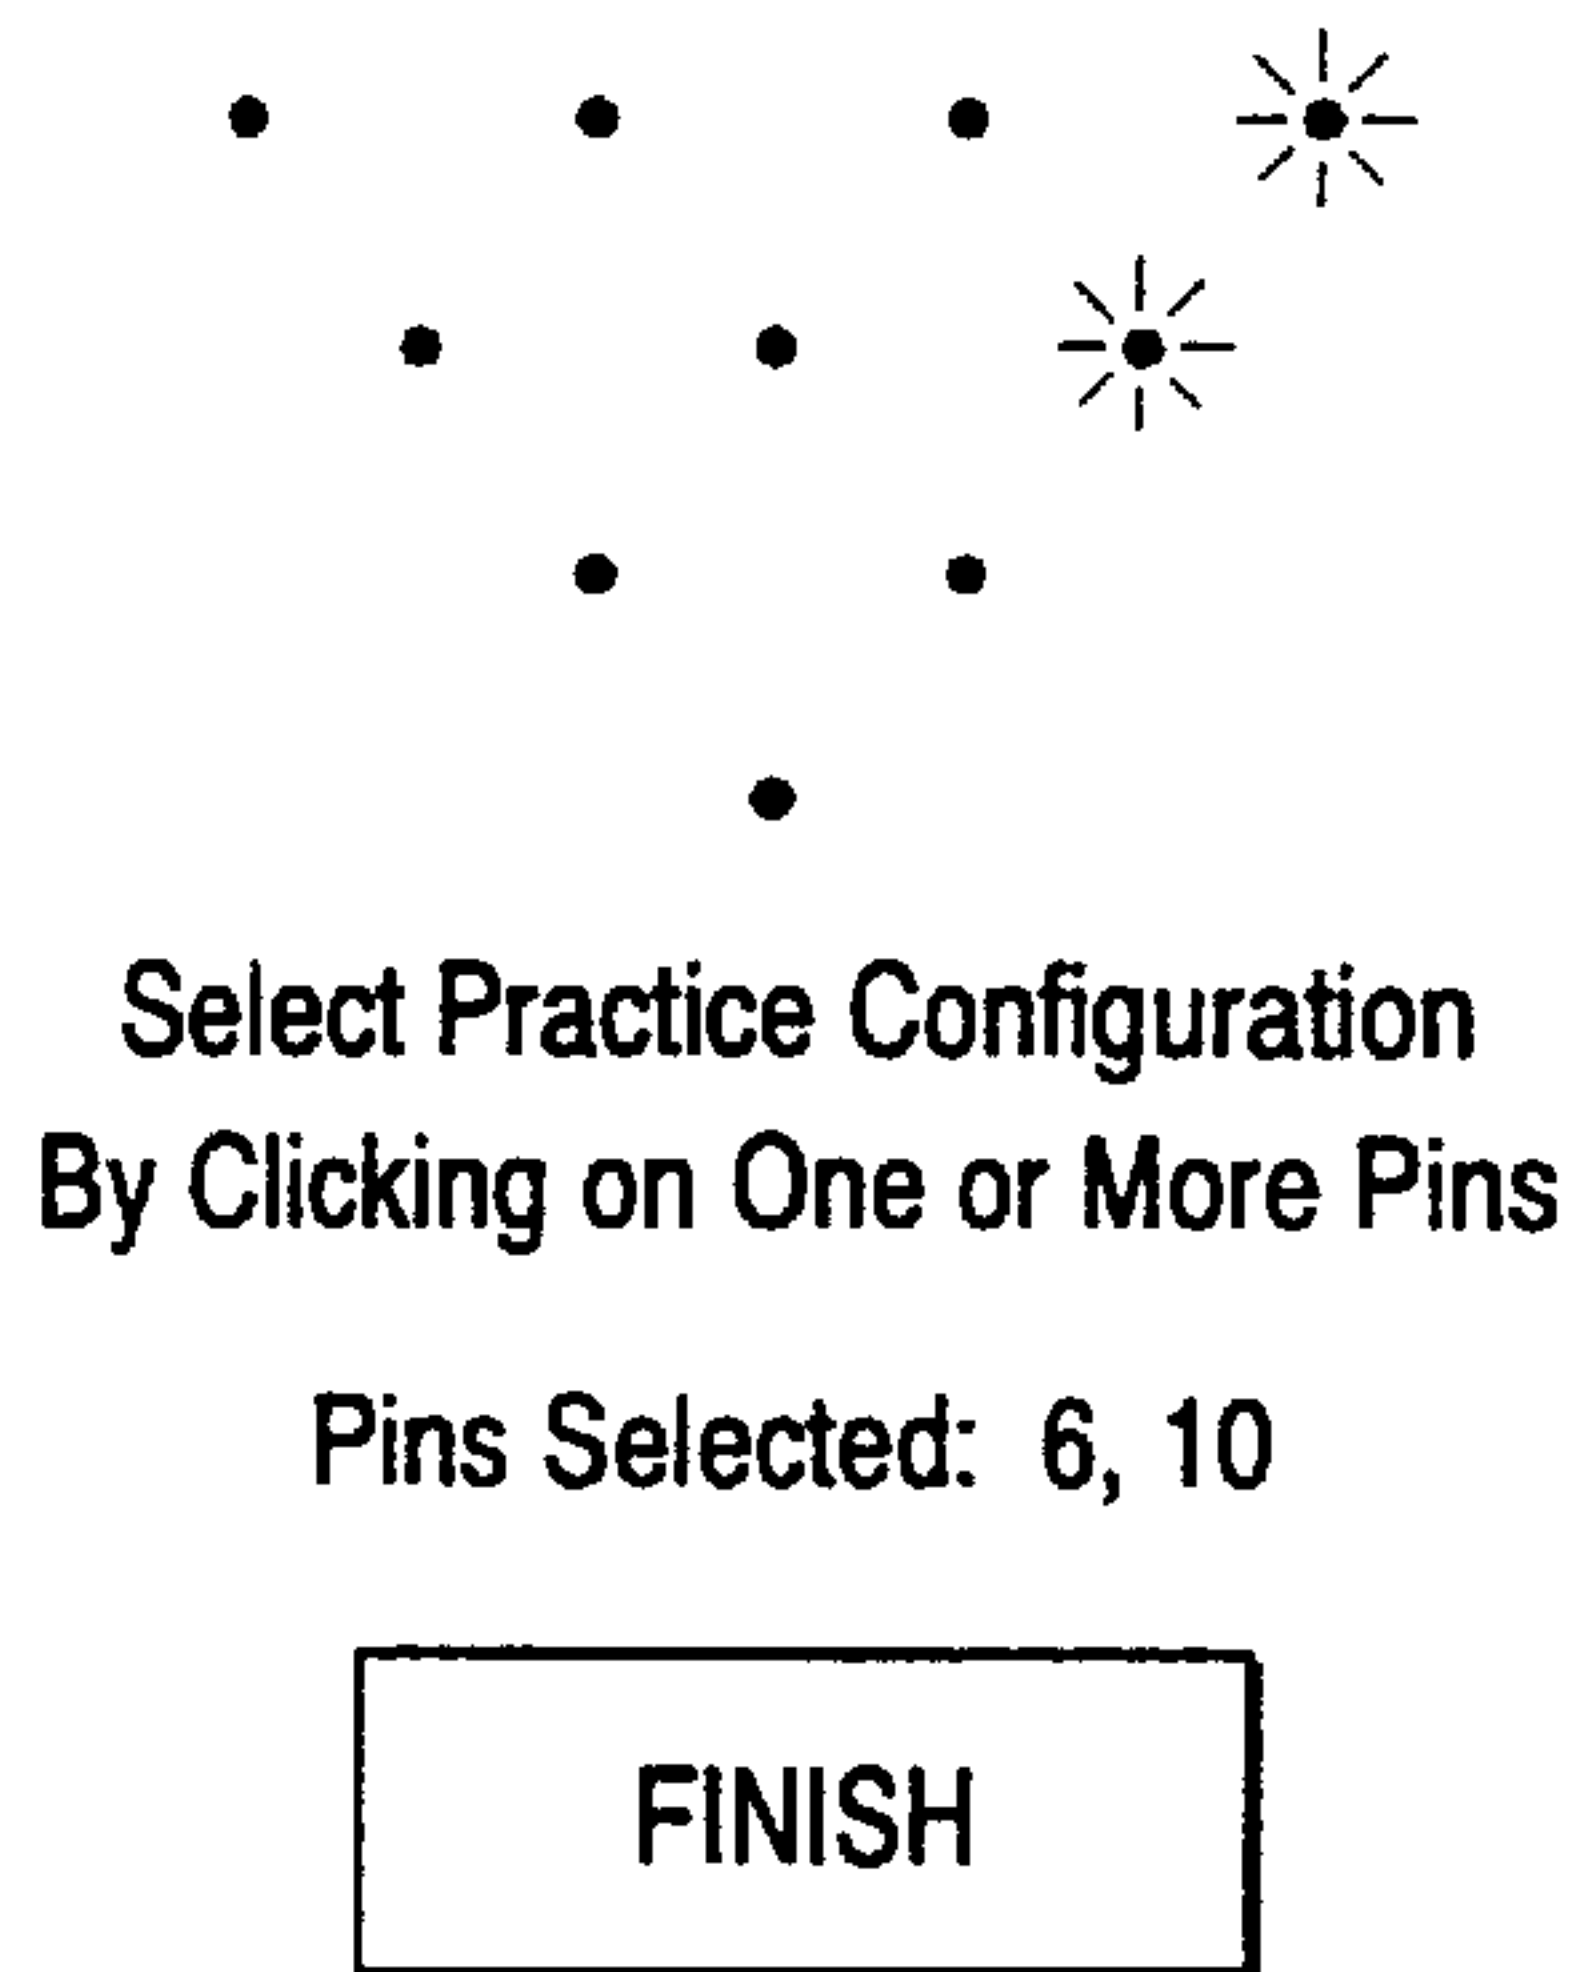 Select Practice Configuration
By Clicking on One or More Pins
Pins Selected: 6, 10
FINISH